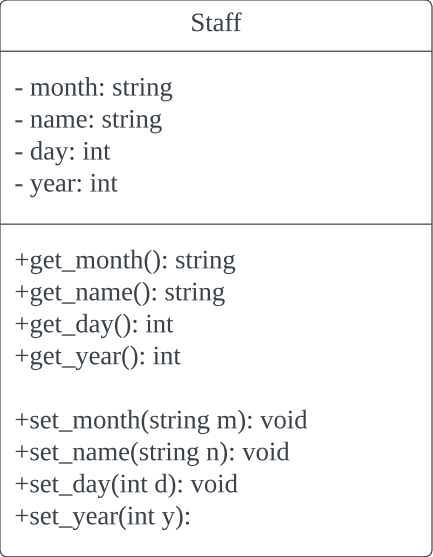 Staff
- month: string
- name: string
- day: int
- year: int
+get_month(): string
+get_name(): string
+get_day(): int
+get_year(): int
+set_month(string m): void
+set_name(string n): void
+set_day(int d): void
+set_year(int y):